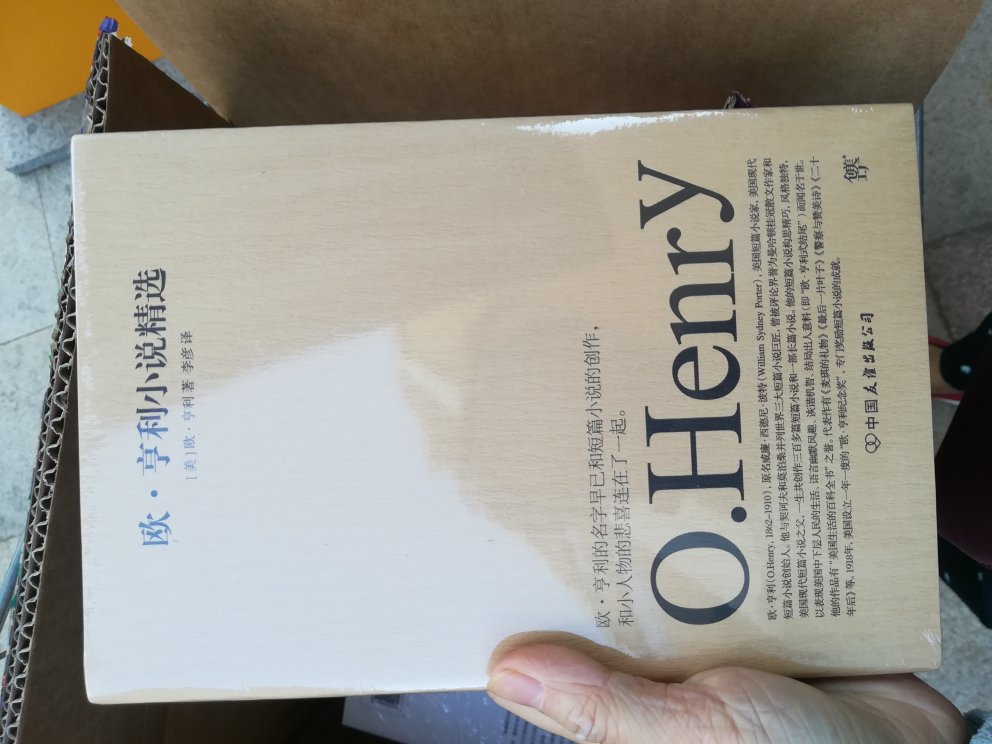 欧·亨利小说精选
[美]欧·亨利 著 李彦 译
欧·亨利的名字早已和短篇小说的创作，
和小人物的悲喜连在了一起。
O.Henry
欧·亨利（O.Henry, 1862-1910），原名威廉·西德尼·波特（William Sydney Porter），美国短篇小说家，美国现代
短篇小说创始人。他与契诃夫和莫泊桑并列世界三大短篇小说巨匠，曾被评论界誉为曼哈顿桂冠散文作家和
美国现代短篇小说之父，一生共创作三百多篇短篇小说和一部长篇小说。他的短篇小说构思精巧，风格独特，
以表现美国中下层人民的生活、语言幽默风趣、诙谐机智、结局出人意料（即“欧·亨利式结尾”）而闻名于世。
他的作品有“美国生活的百科全书”之誉。代表作有《麦琪的礼物》《最后一片叶子》《警察与赞美诗》《二十
年后》等。1918年，美国设立一年一度的“欧·亨利纪念奖”，专门奖励短篇小说的成就。
中国友谊出版公司
创美工厂